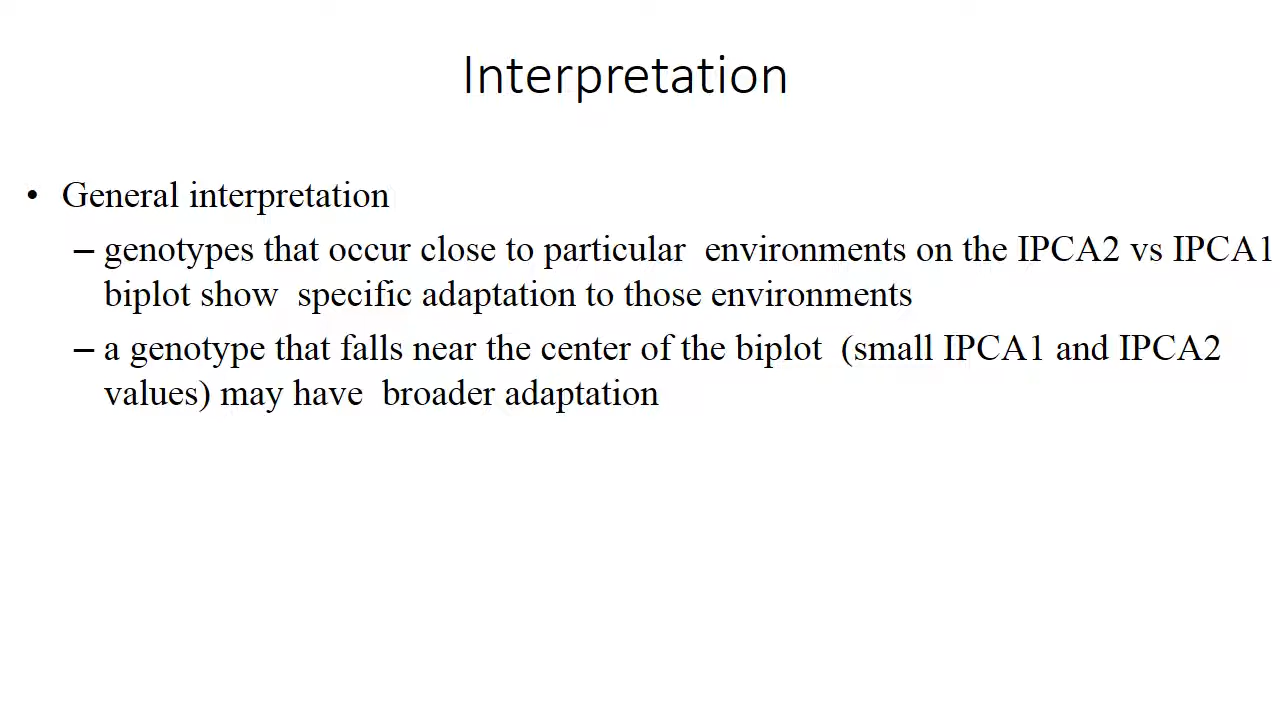 Interpretation
• General interpretation
– genotypes that occur close to particular environments on the IPCA2 vs IPCA1
biplot show specific adaptation to those environments
– a genotype that falls near the center of the biplot (small IPCA1 and IPCA2
values) may have broader adaptation